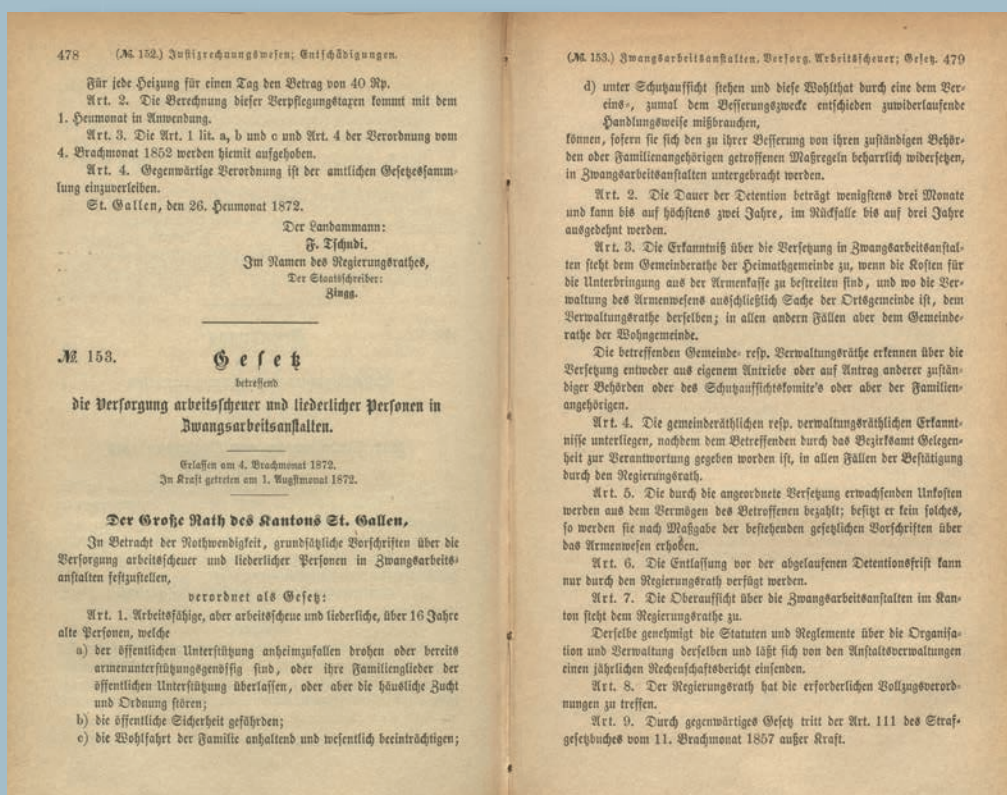 478 (№. 152.) Justizrechnungswesen; Entschädigungen.
Für jede Heizung für einen Tag den Betrag von 40 Rp.
Art. 2. Die Berechnung dieser Verpflegungstaxen kommt mit dem
1. Heumonat in Anwendung.
Art. 3. Die Art. 1 lit. a, b und c und Art. 4 der Verordnung vom
4. Brachmonat 1852 werden hiemit aufgehoben.
Art. 4. Gegenwärtige Verordnung ist der amtlichen Gesetzessamm-
lung einzuverleiben.
St. Gallen, den 26. Heumonat 1872.
Der Landammann:
F. Tschudi.
Im Namen des Regierungsrathes,
Der Staatsschreiber:
Zingg.
№. 153. Gesetz
betreffend
die Versorgung arbeitsscheuer und liederlicher Personen in
Zwangsarbeitsanstalten.
Erlassen am 4. Brachmonat 1872.
In Kraft getreten am 1. Augstmonat 1872.
Der Große Rath des Kantons St. Gallen,
In Betracht der Nothwendigkeit, grundsätzliche Vorschriften über die
Versorgung arbeitsscheuer und liederlicher Personen in Zwangsarbeits-
anstalten festzustellen,
verordnet als Gesetz:
Art. 1. Arbeitsfähige, aber arbeitsscheue und liederliche, über 16 Jahre
alte Personen, welche
a) der öffentlichen Unterstützung anheimzufallen drohen oder bereits
armenunterstützungsgenössig sind, oder ihre Familienglieder der
öffentlichen Unterstützung überlassen, oder aber die häusliche Zucht
und Ordnung stören;
b) die öffentliche Sicherheit gefährden;
c) die Wohlfahrt der Familie anhaltend und wesentlich beeinträchtigen;
(№. 153.) Zwangsarbeitsanstalten, Versorg. Arbeitsscheuer; Gesetz. 479
d) unter Schutzaufsicht stehen und diese Wohlthat durch eine dem Ver-
eins-, zumal dem Besserungszwecke entschieden zuwiderlaufende
Handlungsweise mißbrauchen,
können, sofern sie sich den zu ihrer Besserung von ihren zuständigen Behör-
den oder Familienangehörigen getroffenen Maßregeln beharrlich widersetzen,
in Zwangsarbeitsanstalten untergebracht werden.
Art. 2. Die Dauer der Detention beträgt wenigstens drei Monate
und kann bis auf höchstens zwei Jahre, im Rückfalle bis auf drei Jahre
ausgedehnt werden.
Art. 3. Die Erkanntniß über die Versetzung in Zwangsarbeitsanstal-
ten steht dem Gemeinderathe der Heimathgemeinde zu, wenn die Kosten für
die Unterbringung aus der Armenkasse zu bestreiten sind, und wo die Ver-
waltung des Armenwesens ausschließlich Sache der Ortsgemeinde ist, dem
Verwaltungsrathe derselben; in allen andern Fällen aber dem Gemeinde-
rathe der Wohngemeinde.
Die betreffenden Gemeinde- resp. Verwaltungsräthe erkennen über die
Versetzung entweder aus eigenem Antriebe oder auf Antrag anderer zustän-
diger Behörden oder des Schutzaufsichtskomite's oder aber der Familien-
angehörigen.
Art. 4. Die gemeinderäthlichen resp. verwaltungsräthlichen Erkannt-
nisse unterliegen, nachdem dem Betreffenden durch das Bezirksamt Gelegen-
heit zur Verantwortung gegeben worden ist, in allen Fällen der Bestätigung
durch den Regierungsrath.
Art. 5. Die durch die angeordnete Versetzung erwachsenden Unkosten
werden aus dem Vermögen des Betroffenen bezahlt; besitzt er kein solches,
so werden sie nach Maßgabe der bestehenden gesetzlichen Vorschriften über
das Armenwesen erhoben.
Art. 6. Die Entlassung vor der abgelaufenen Detentionsfrist kann
nur durch den Regierungsrath verfügt werden.
Art. 7. Die Oberaufsicht über die Zwangsarbeitsanstalten im Kan-
ton steht dem Regierungsrathe zu.
Derselbe genehmigt die Statuten und Reglemente über die Organisa-
tion und Verwaltung derselben und läßt sich von den Anstaltsverwaltungen
einen jährlichen Rechenschaftsbericht einsenden.
Art. 8. Der Regierungsrath hat die erforderlichen Vollzugsverord-
nungen zu treffen.
Art. 9. Durch gegenwärtiges Gesetz tritt der Art. 111 des Straf-
gesetzbuches vom 11. Brachmonat 1857 außer Kraft.